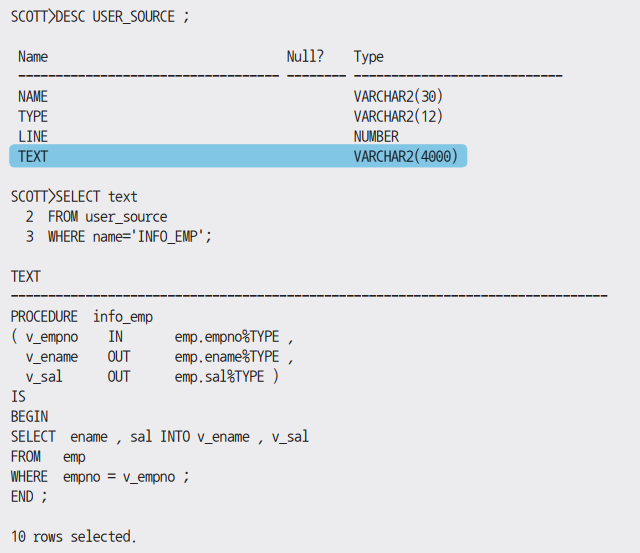 SCOTT>DESC USER_SOURCE ;
Name Null? Type
----------------------------------- -------- ----------------------------
NAME VARCHAR2(30)
TYPE VARCHAR2(12)
LINE NUMBER
TEXT VARCHAR2(4000)
SCOTT>SELECT text
2 FROM user_source
3 WHERE name='INFO_EMP';
TEXT
--------------------------------------------------------------------------------
PROCEDURE info_emp
( v_empno IN emp.empno%TYPE ,
v_ename OUT emp.ename%TYPE ,
v_sal OUT emp.sal%TYPE )
IS
BEGIN
SELECT ename , sal INTO v_ename , v_sal
FROM emp
WHERE empno = v_empno ;
END ;
10 rows selected.